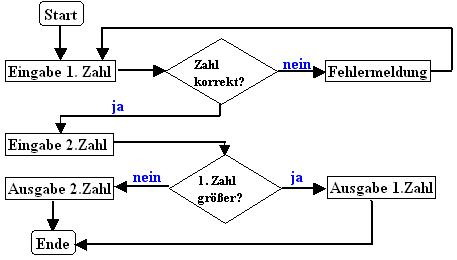 Start
Eingabe 1. Zahl
Zahl
korrekt?
nein
Fehlermeldung
ja
Eingabe 2.Zahl
Ausgabe 2.Zahl
nein
1. Zahl
größer?
ja
Ausgabe 1.Zahl
Ende